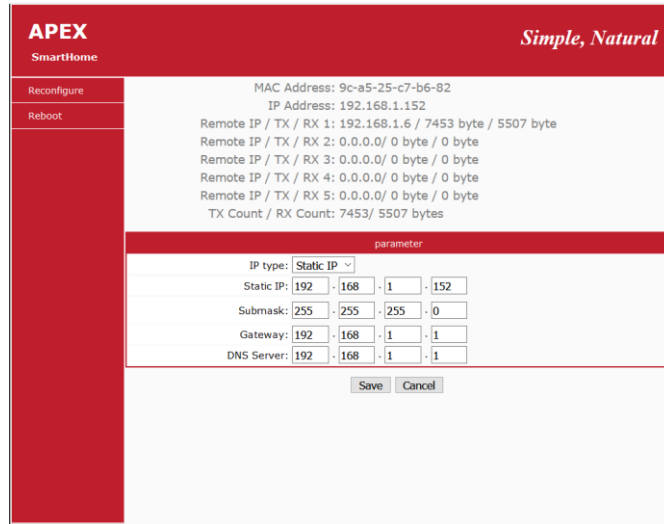 APEX
SmartHome
Simple, Natural
Reconfigure
Reboot
MAC Address: 9c-a5-25-c7-b6-82
IP Address: 192.168.1.152
Remote IP / TX / RX 1: 192.168.1.6 / 7453 byte / 5507 byte
Remote IP / TX / RX 2: 0.0.0.0/ 0 byte / 0 byte
Remote IP / TX / RX 3: 0.0.0.0/ 0 byte / 0 byte
Remote IP / TX / RX 4: 0.0.0.0/ 0 byte / 0 byte
Remote IP / TX / RX 5: 0.0.0.0/ 0 byte / 0 byte
TX Count / RX Count: 7453/ 5507 bytes
parameter
IP type: Static IP
Static IP: 192 . 168 . 1 . 152
Submask: 255 . 255 . 255 . 0
Gateway: 192 . 168 . 1 . 1
DNS Server: 192 . 168 . 1 . 1
Save Cancel